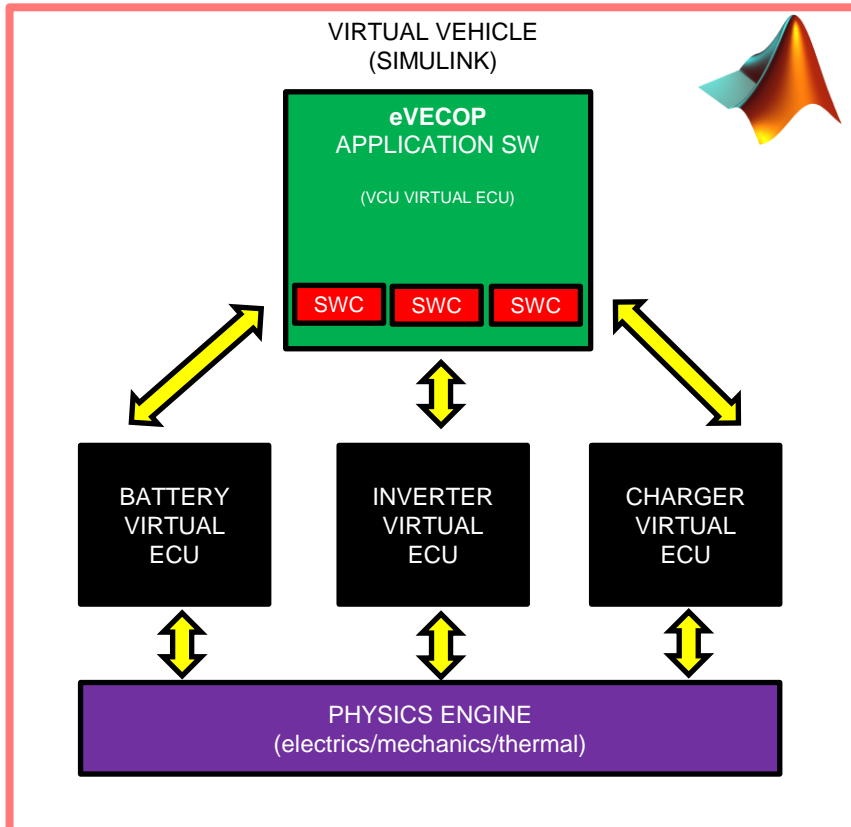 VIRTUAL VEHICLE
(SIMULINK)
eVECOP
APPLICATION SW
(VCU VIRTUAL ECU)
SWC
SWC
SWC
BATTERY
VIRTUAL
ECU
INVERTER
VIRTUAL
ECU
CHARGER
VIRTUAL
ECU
PHYSICS ENGINE
(electrics/mechanics/thermal)